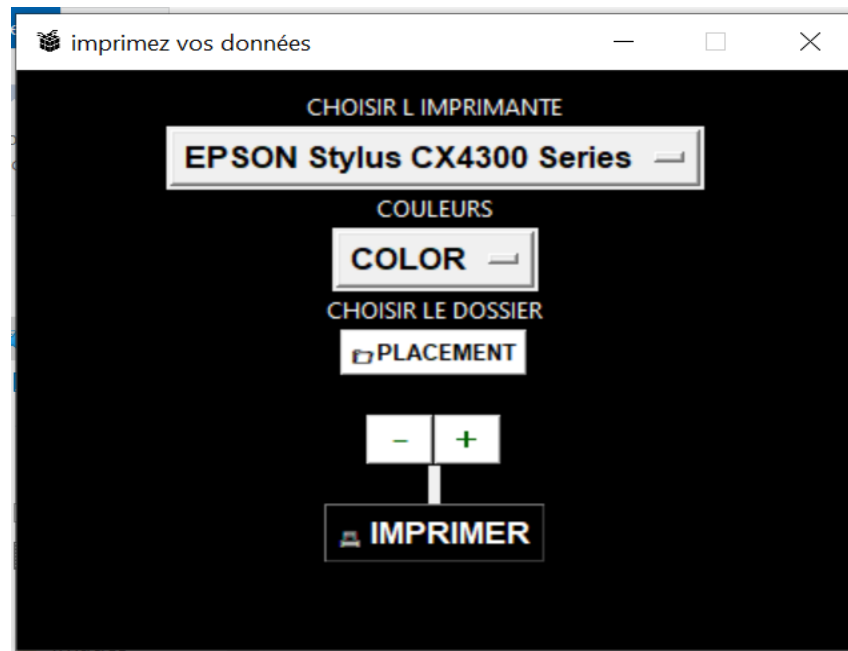 imprimez vos données
CHOISIR L IMPRIMANTE
EPSON Stylus CX4300 Series
COULEURS
COLOR
CHOISIR LE DOSSIER
PLACEMENT
- +
IMPRIMER